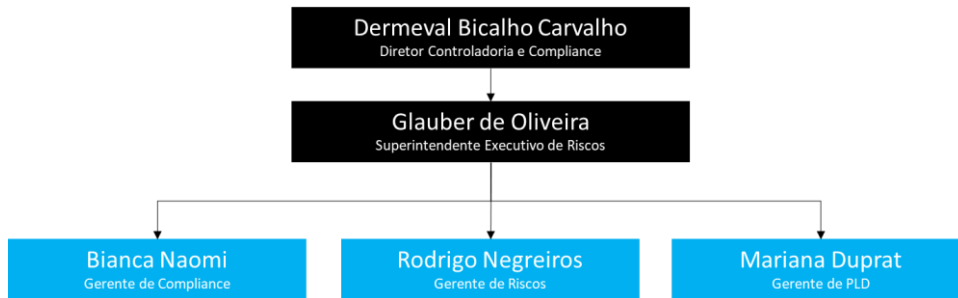 Dermeval Bicalho Carvalho
Diretor Controladoria e Compliance
Glauber de Oliveira
Superintendente Executivo de Riscos
Bianca Naomi
Gerente de Compliance
Rodrigo Negreiros
Gerente de Riscos
Mariana Duprat
Gerente de PLD